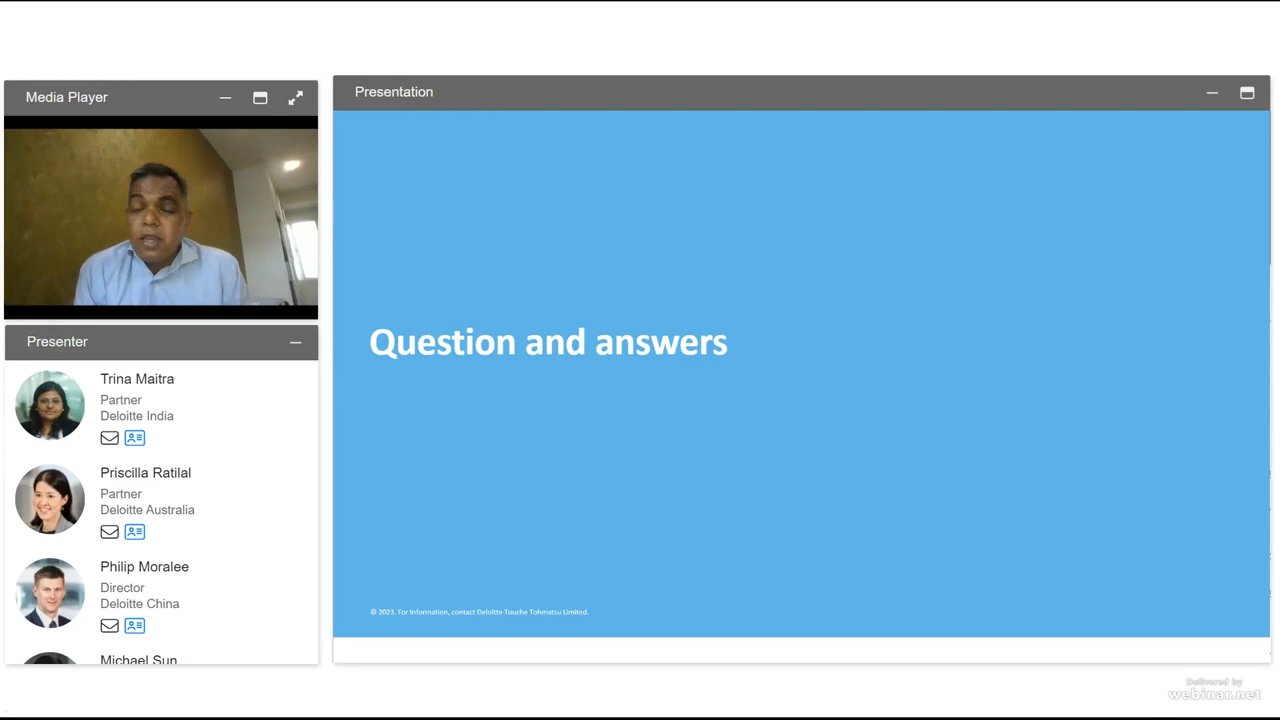 Media Player
Presenter
Trina Maitra
Partner
Deloitte India
Priscilla Ratilal
Partner
Deloitte Australia
Philip Moralee
Director
Deloitte China
Michael Sun
Presentation
Question and answers
© 2023. For information, contact Deloitte Touche Tohmatsu Limited.
Delivered by
webinar.net